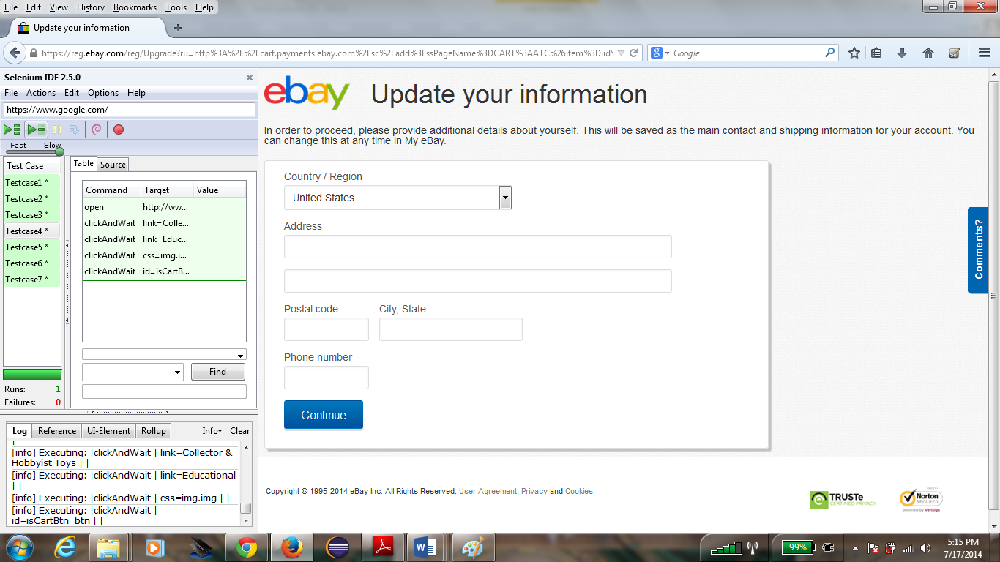 File Edit View History Bookmarks Tools Help
Update your information
https://reg.ebay.com/reg/Upgrade?ru=http%3A%2F%2Fcart.payments.ebay.com%2Fsc%2Fadd%3FssPageName%3DCART%3AATC%26item%3Diid%
Google
Selenium IDE 2.5.0
File Actions Edit Options Help
https://www.google.com/
Fast Slow
Test Case
Testcase1 *
Testcase2 *
Testcase3 *
Testcase4 *
Testcase5 *
Testcase6 *
Testcase7 *
Runs: 1
Failures: 0
Table Source
Command Target Value
open http://ww...
clickAndWait link=Colle...
clickAndWait link=Educ...
clickAndWait css=img.i...
clickAndWait id=isCartB...
Find
Log Reference UI-Element Rollup Info Clear
[info] Executing: |clickAndWait | link=Collector &
Hobbyist Toys | |
[info] Executing: |clickAndWait | link=Educational
| |
[info] Executing: |clickAndWait | css=img.img | |
[info] Executing: |clickAndWait |
id=isCartBtn_btn | |
ebay Update your information
In order to proceed, please provide additional details about yourself. This will be saved as the main contact and shipping information for your account. You
can change this at any time in My eBay.
Country / Region
United States
Address
Postal code City, State
Phone number
Continue
Comments?
Copyright © 1995-2014 eBay Inc. All Rights Reserved. User Agreement, Privacy and Cookies.
TRUSTe
CERTIFIED PRIVACY
Norton
SECURED
powered by VeriSign
99%
5:15 PM
7/17/2014